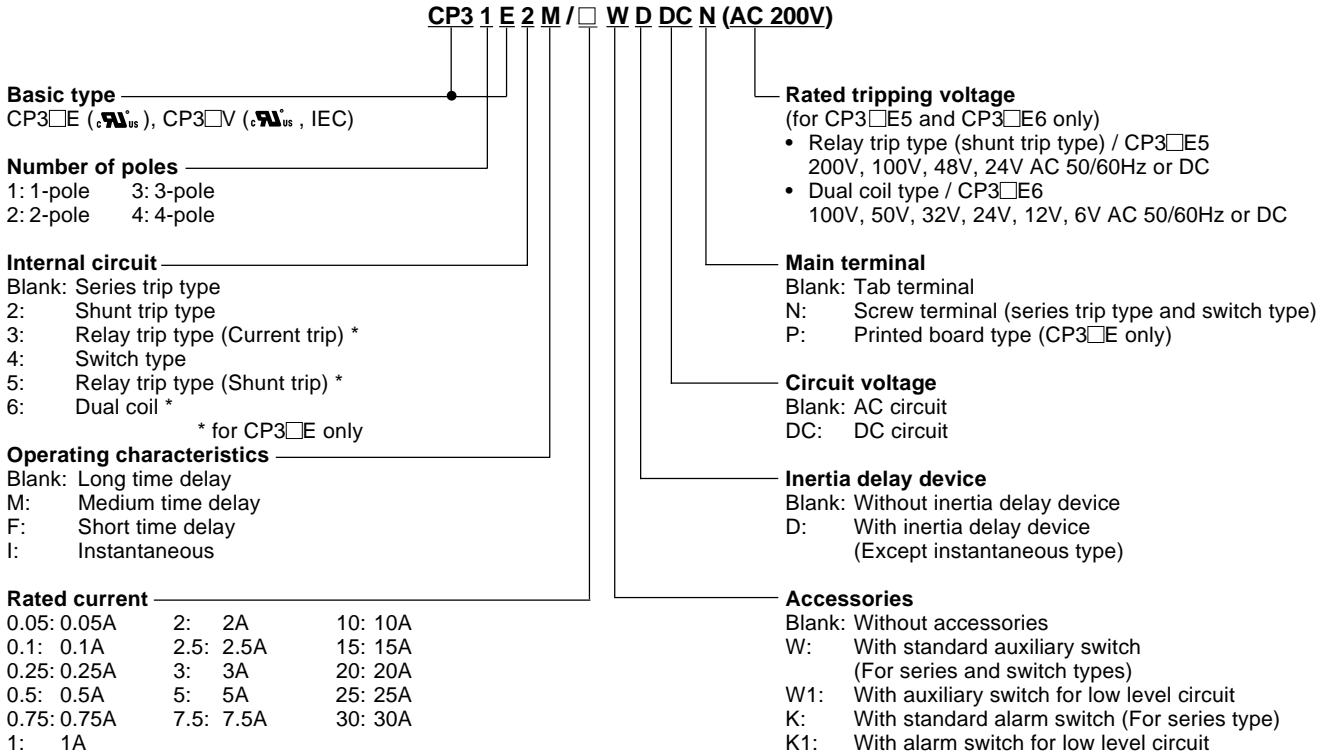 CP3 1 E 2 M / □ W D DC N (AC 200V)
Basic type
CP3□E (c RU us), CP3□V (c RU us, IEC)
Number of poles
1: 1-pole 3: 3-pole
2: 2-pole 4: 4-pole
Internal circuit
Blank: Series trip type
2: Shunt trip type
3: Relay trip type (Current trip) *
4: Switch type
5: Relay trip type (Shunt trip) *
6: Dual coil *
* for CP3□E only
Operating characteristics
Blank: Long time delay
M: Medium time delay
F: Short time delay
I: Instantaneous
Rated current
0.05: 0.05A 2: 2A 10: 10A
0.1: 0.1A 2.5: 2.5A 15: 15A
0.25: 0.25A 3: 3A 20: 20A
0.5: 0.5A 5: 5A 25: 25A
0.75: 0.75A 7.5: 7.5A 30: 30A
1: 1A
Rated tripping voltage
(for CP3□E5 and CP3□E6 only)
• Relay trip type (shunt trip type) / CP3□E5
200V, 100V, 48V, 24V AC 50/60Hz or DC
• Dual coil type / CP3□E6
100V, 50V, 32V, 24V, 12V, 6V AC 50/60Hz or DC
Main terminal
Blank: Tab terminal
N: Screw terminal (series trip type and switch type)
P: Printed board type (CP3□E only)
Circuit voltage
Blank: AC circuit
DC: DC circuit
Inertia delay device
Blank: Without inertia delay device
D: With inertia delay device
(Except instantaneous type)
Accessories
Blank: Without accessories
W: With standard auxiliary switch
(For series and switch types)
W1: With auxiliary switch for low level circuit
K: With standard alarm switch (For series type)
K1: With alarm switch for low level circuit